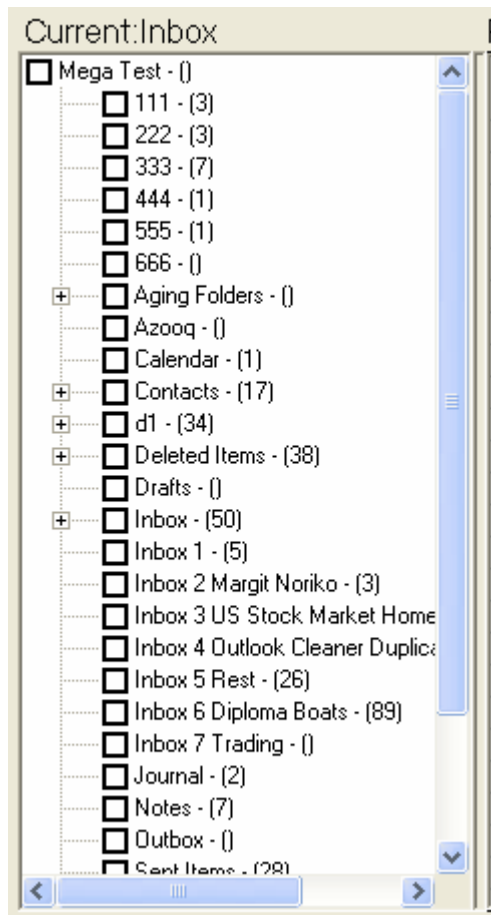 Current:Inbox
Mega Test - ()
111 - (3)
222 - (3)
333 - (7)
444 - (1)
555 - (1)
666 - ()
Aging Folders - ()
Azooq - ()
Calendar - (1)
Contacts - (17)
d1 - (34)
Deleted Items - (38)
Drafts - ()
Inbox - (50)
Inbox 1 - (5)
Inbox 2 Margit Noriko - (3)
Inbox 3 US Stock Market Home
Inbox 4 Outlook Cleaner Duplica
Inbox 5 Rest - (26)
Inbox 6 Diploma Boats - (89)
Inbox 7 Trading - ()
Journal - (2)
Notes - (7)
Outbox - ()
Sent Items - (28)